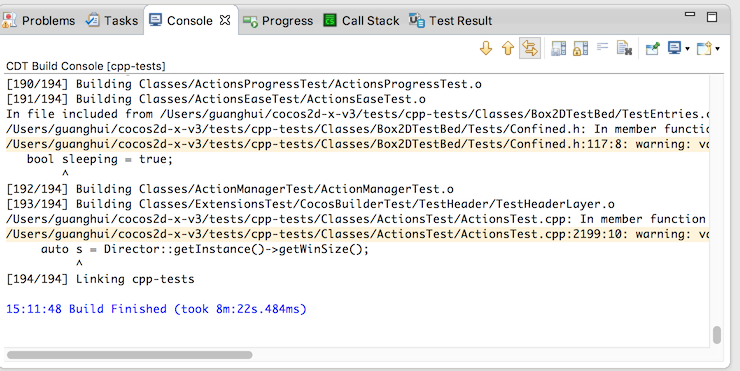 Problems Tasks Console Progress Call Stack Test Result
CDT Build Console [cpp-tests]
[190/194] Building Classes/ActionsProgressTest/ActionsProgressTest.o
[191/194] Building Classes/ActionsEaseTest/ActionsEaseTest.o
In file included from /Users/guanghui/cocos2d-x-v3/tests/cpp-tests/Classes/Box2DTestBed/TestEntries.c
/Users/guanghui/cocos2d-x-v3/tests/cpp-tests/Classes/Box2DTestBed/Tests/Confined.h: In member functio
/Users/guanghui/cocos2d-x-v3/tests/cpp-tests/Classes/Box2DTestBed/Tests/Confined.h:117:8: warning: va
bool sleeping = true;
^
[192/194] Building Classes/ActionManagerTest/ActionManagerTest.o
[193/194] Building Classes/ExtensionsTest/CocosBuilderTest/TestHeader/TestHeaderLayer.o
/Users/guanghui/cocos2d-x-v3/tests/cpp-tests/Classes/ActionsTest/ActionsTest.cpp: In member function
/Users/guanghui/cocos2d-x-v3/tests/cpp-tests/Classes/ActionsTest/ActionsTest.cpp:2199:10: warning: va
auto s = Director::getInstance()->getWinSize();
^
[194/194] Linking cpp-tests
15:11:48 Build Finished (took 8m:22s.484ms)